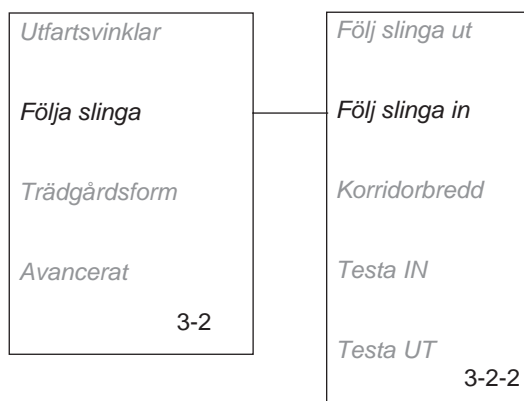 Utfartsvinklar
Följa slinga
Trädgårdsform
Avancerat
3-2
Följ slinga ut
Följ slinga in
Korridorbredd
Testa IN
Testa UT
3-2-2